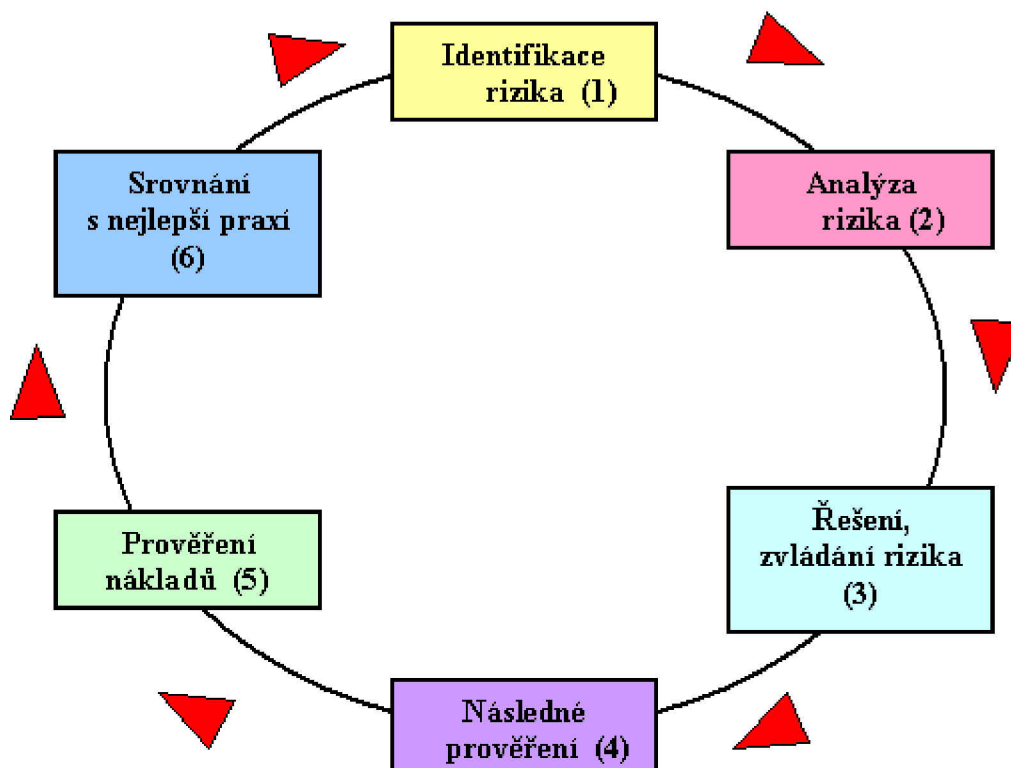 Identifikace
rizika (1)
Analýza
rizika (2)
Řešení,
zvládání rizika
(3)
Následné
prověření (4)
Prověření
nákladů (5)
Srovnání
s nejlepší praxí
(6)